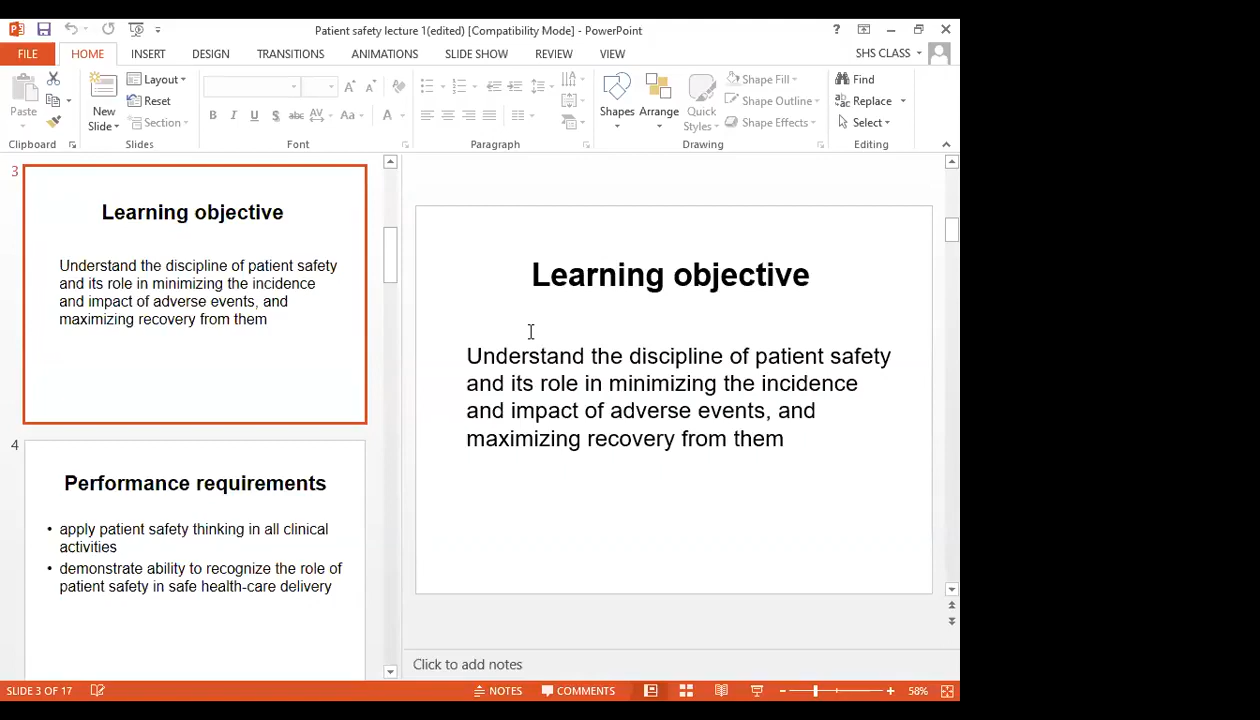 Patient safety lecture 1(edited) [Compatibility Mode] - PowerPoint
?
FILE HOME INSERT DESIGN TRANSITIONS ANIMATIONS SLIDE SHOW REVIEW VIEW SHS CLASS
Paste
New Slide
Layout
Reset
Section
B I U S abc AV Aa A
A A
Shapes
Arrange
Quick Styles
Shape Fill
Shape Outline
Shape Effects
Find
Replace
Select
Clipboard Slides Font Paragraph Drawing Editing
3
Learning objective
Understand the discipline of patient safety
and its role in minimizing the incidence
and impact of adverse events, and
maximizing recovery from them
4
Performance requirements
• apply patient safety thinking in all clinical
activities
• demonstrate ability to recognize the role of
patient safety in safe health-care delivery
Learning objective
Understand the discipline of patient safety
and its role in minimizing the incidence
and impact of adverse events, and
maximizing recovery from them
Click to add notes
SLIDE 3 OF 17 NOTES COMMENTS 58%